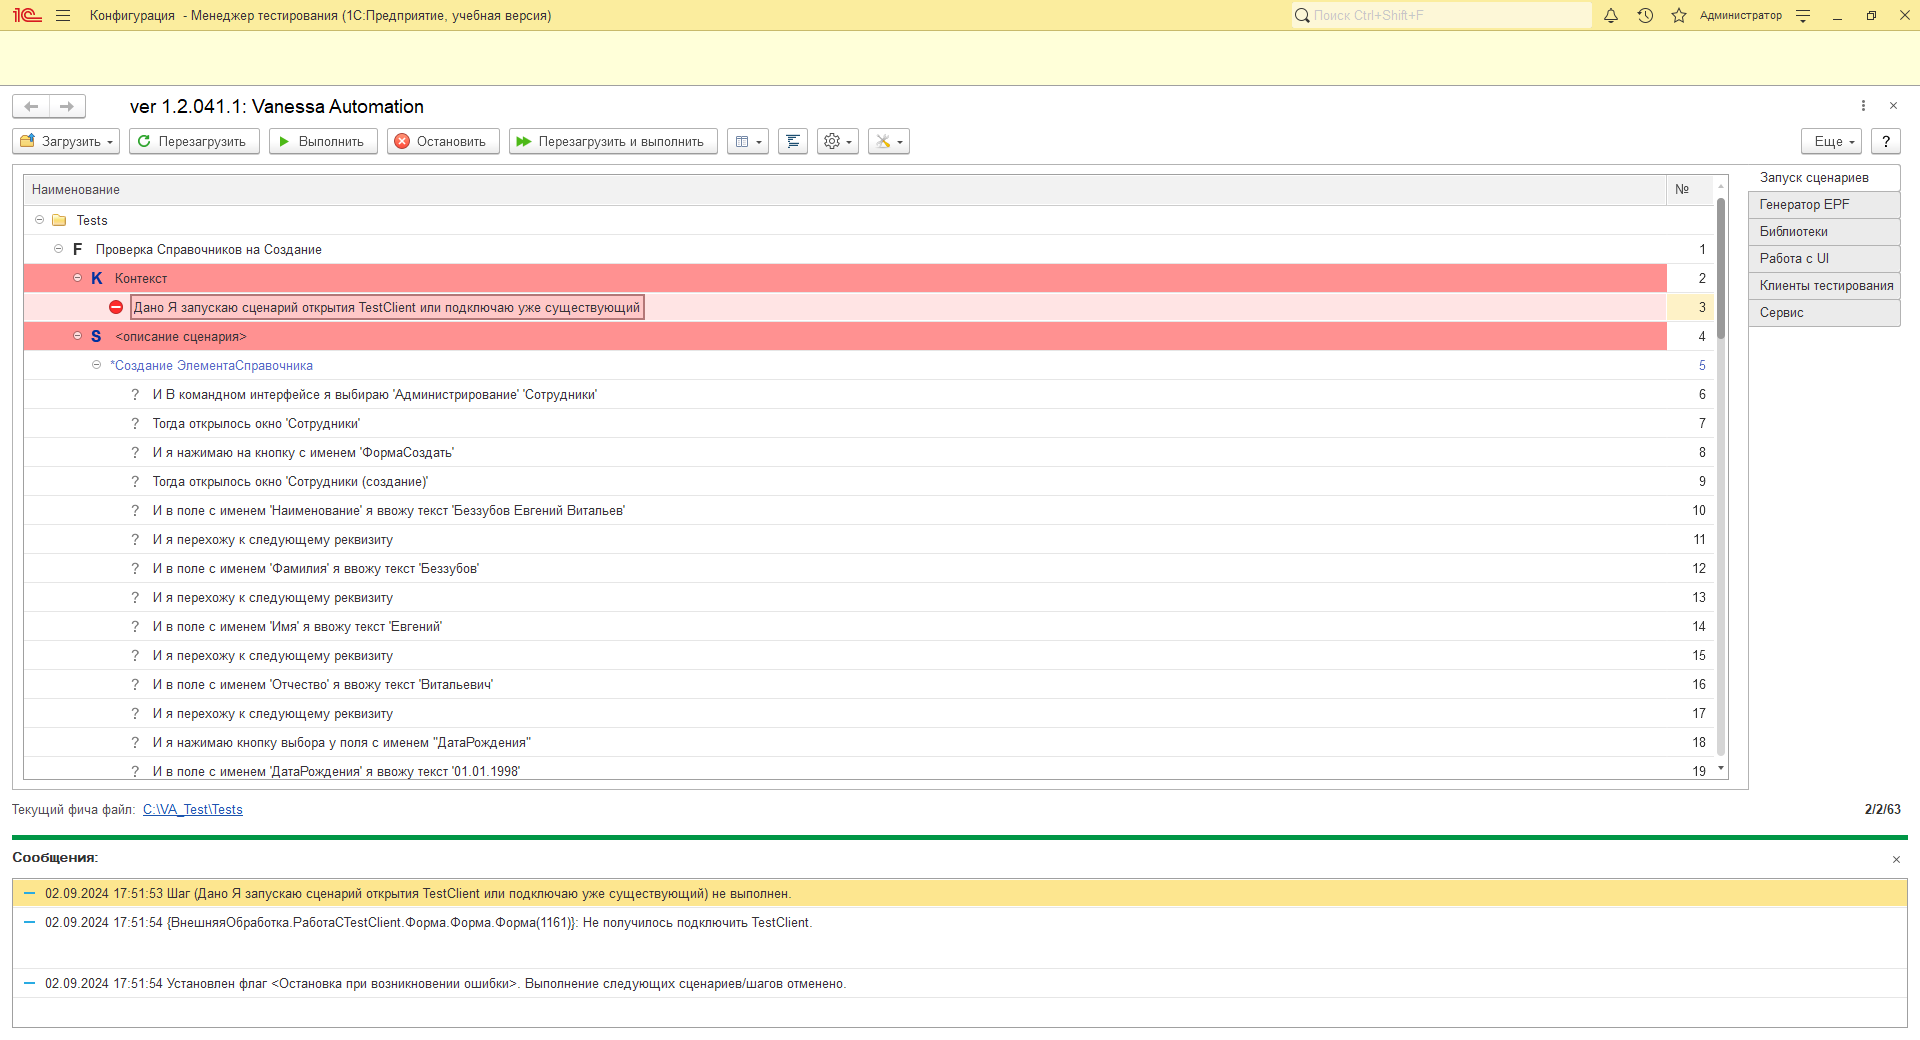 Конфигурация - Менеджер тестирования (1С:Предприятие, учебная версия)
Поиск Ctrl+Shift+F
Администратор
ver 1.2.041.1: Vanessa Automation
Загрузить
Перезагрузить
Выполнить
Остановить
Перезагрузить и выполнить
Еще
?
Наименование №
Tests
F Проверка Справочников на Создание 1
K Контекст 2
Дано Я запускаю сценарий открытия TestClient или подключаю уже существующий 3
S <описание сценария> 4
*Создание ЭлементаСправочника 5
? И В командном интерфейсе я выбираю 'Администрирование' 'Сотрудники' 6
? Тогда открылось окно 'Сотрудники' 7
? И я нажимаю на кнопку с именем 'ФормаСоздать' 8
? Тогда открылось окно 'Сотрудники (создание)' 9
? И в поле с именем 'Наименование' я ввожу текст 'Беззубов Евгений Витальев' 10
? И я перехожу к следующему реквизиту 11
? И в поле с именем 'Фамилия' я ввожу текст 'Беззубов' 12
? И я перехожу к следующему реквизиту 13
? И в поле с именем 'Имя' я ввожу текст 'Евгений' 14
? И я перехожу к следующему реквизиту 15
? И в поле с именем 'Отчество' я ввожу текст 'Витальевич' 16
? И я перехожу к следующему реквизиту 17
? И я нажимаю кнопку выбора у поля с именем "ДатаРождения" 18
? И в поле с именем 'ДатаРождения' я ввожу текст '01.01.1998' 19
Запуск сценариев
Генератор EPF
Библиотеки
Работа с UI
Клиенты тестирования
Сервис
Текущий фича файл: C:\VA_Test\Tests
2/2/63
Сообщения:
02.09.2024 17:51:53 Шаг (Дано Я запускаю сценарий открытия TestClient или подключаю уже существующий) не выполнен.
02.09.2024 17:51:54 {ВнешняяОбработка.РаботаСTestClient.Форма.Форма.Форма(1161)}: Не получилось подключить TestClient.
02.09.2024 17:51:54 Установлен флаг <Остановка при возникновении ошибки>. Выполнение следующих сценариев/шагов отменено.